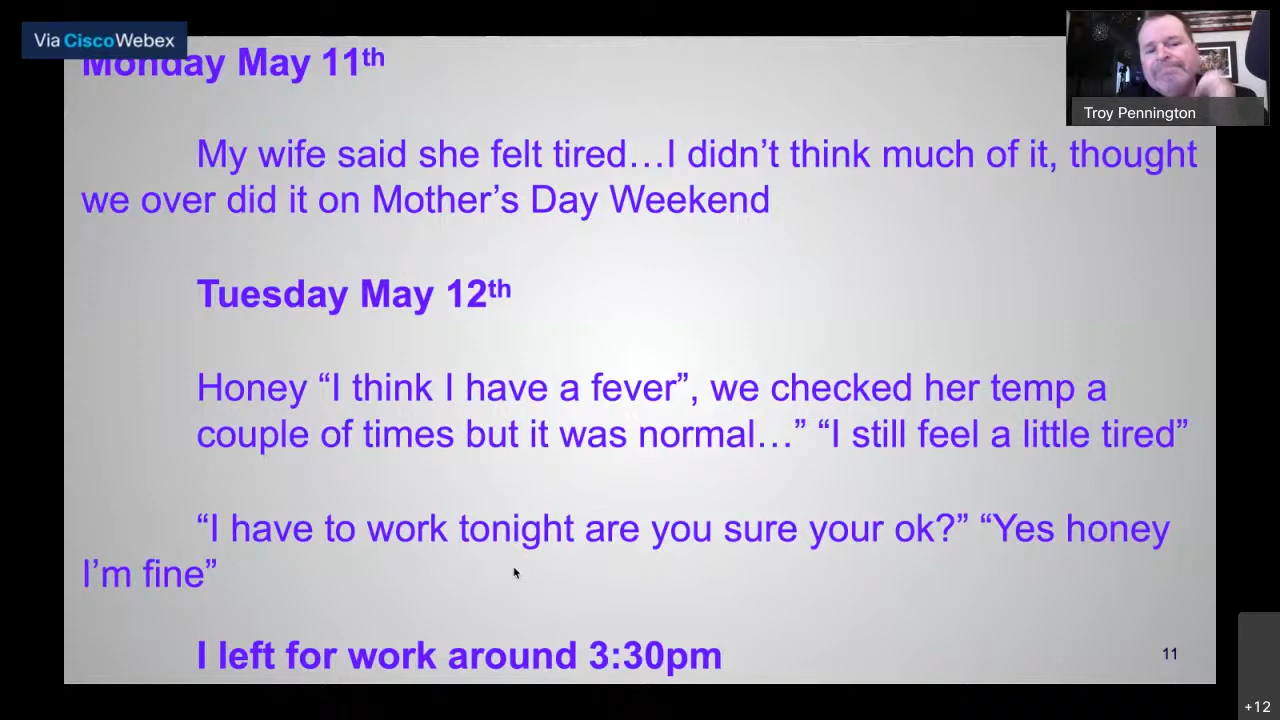 Via Cisco Webex
Monday May 11th
Troy Pennington
My wife said she felt tired…I didn’t think much of it, thought
we over did it on Mother’s Day Weekend
Tuesday May 12th
Honey “I think I have a fever”, we checked her temp a
couple of times but it was normal…” “I still feel a little tired”
“I have to work tonight are you sure your ok?” “Yes honey
I’m fine”
I left for work around 3:30pm
11
+12